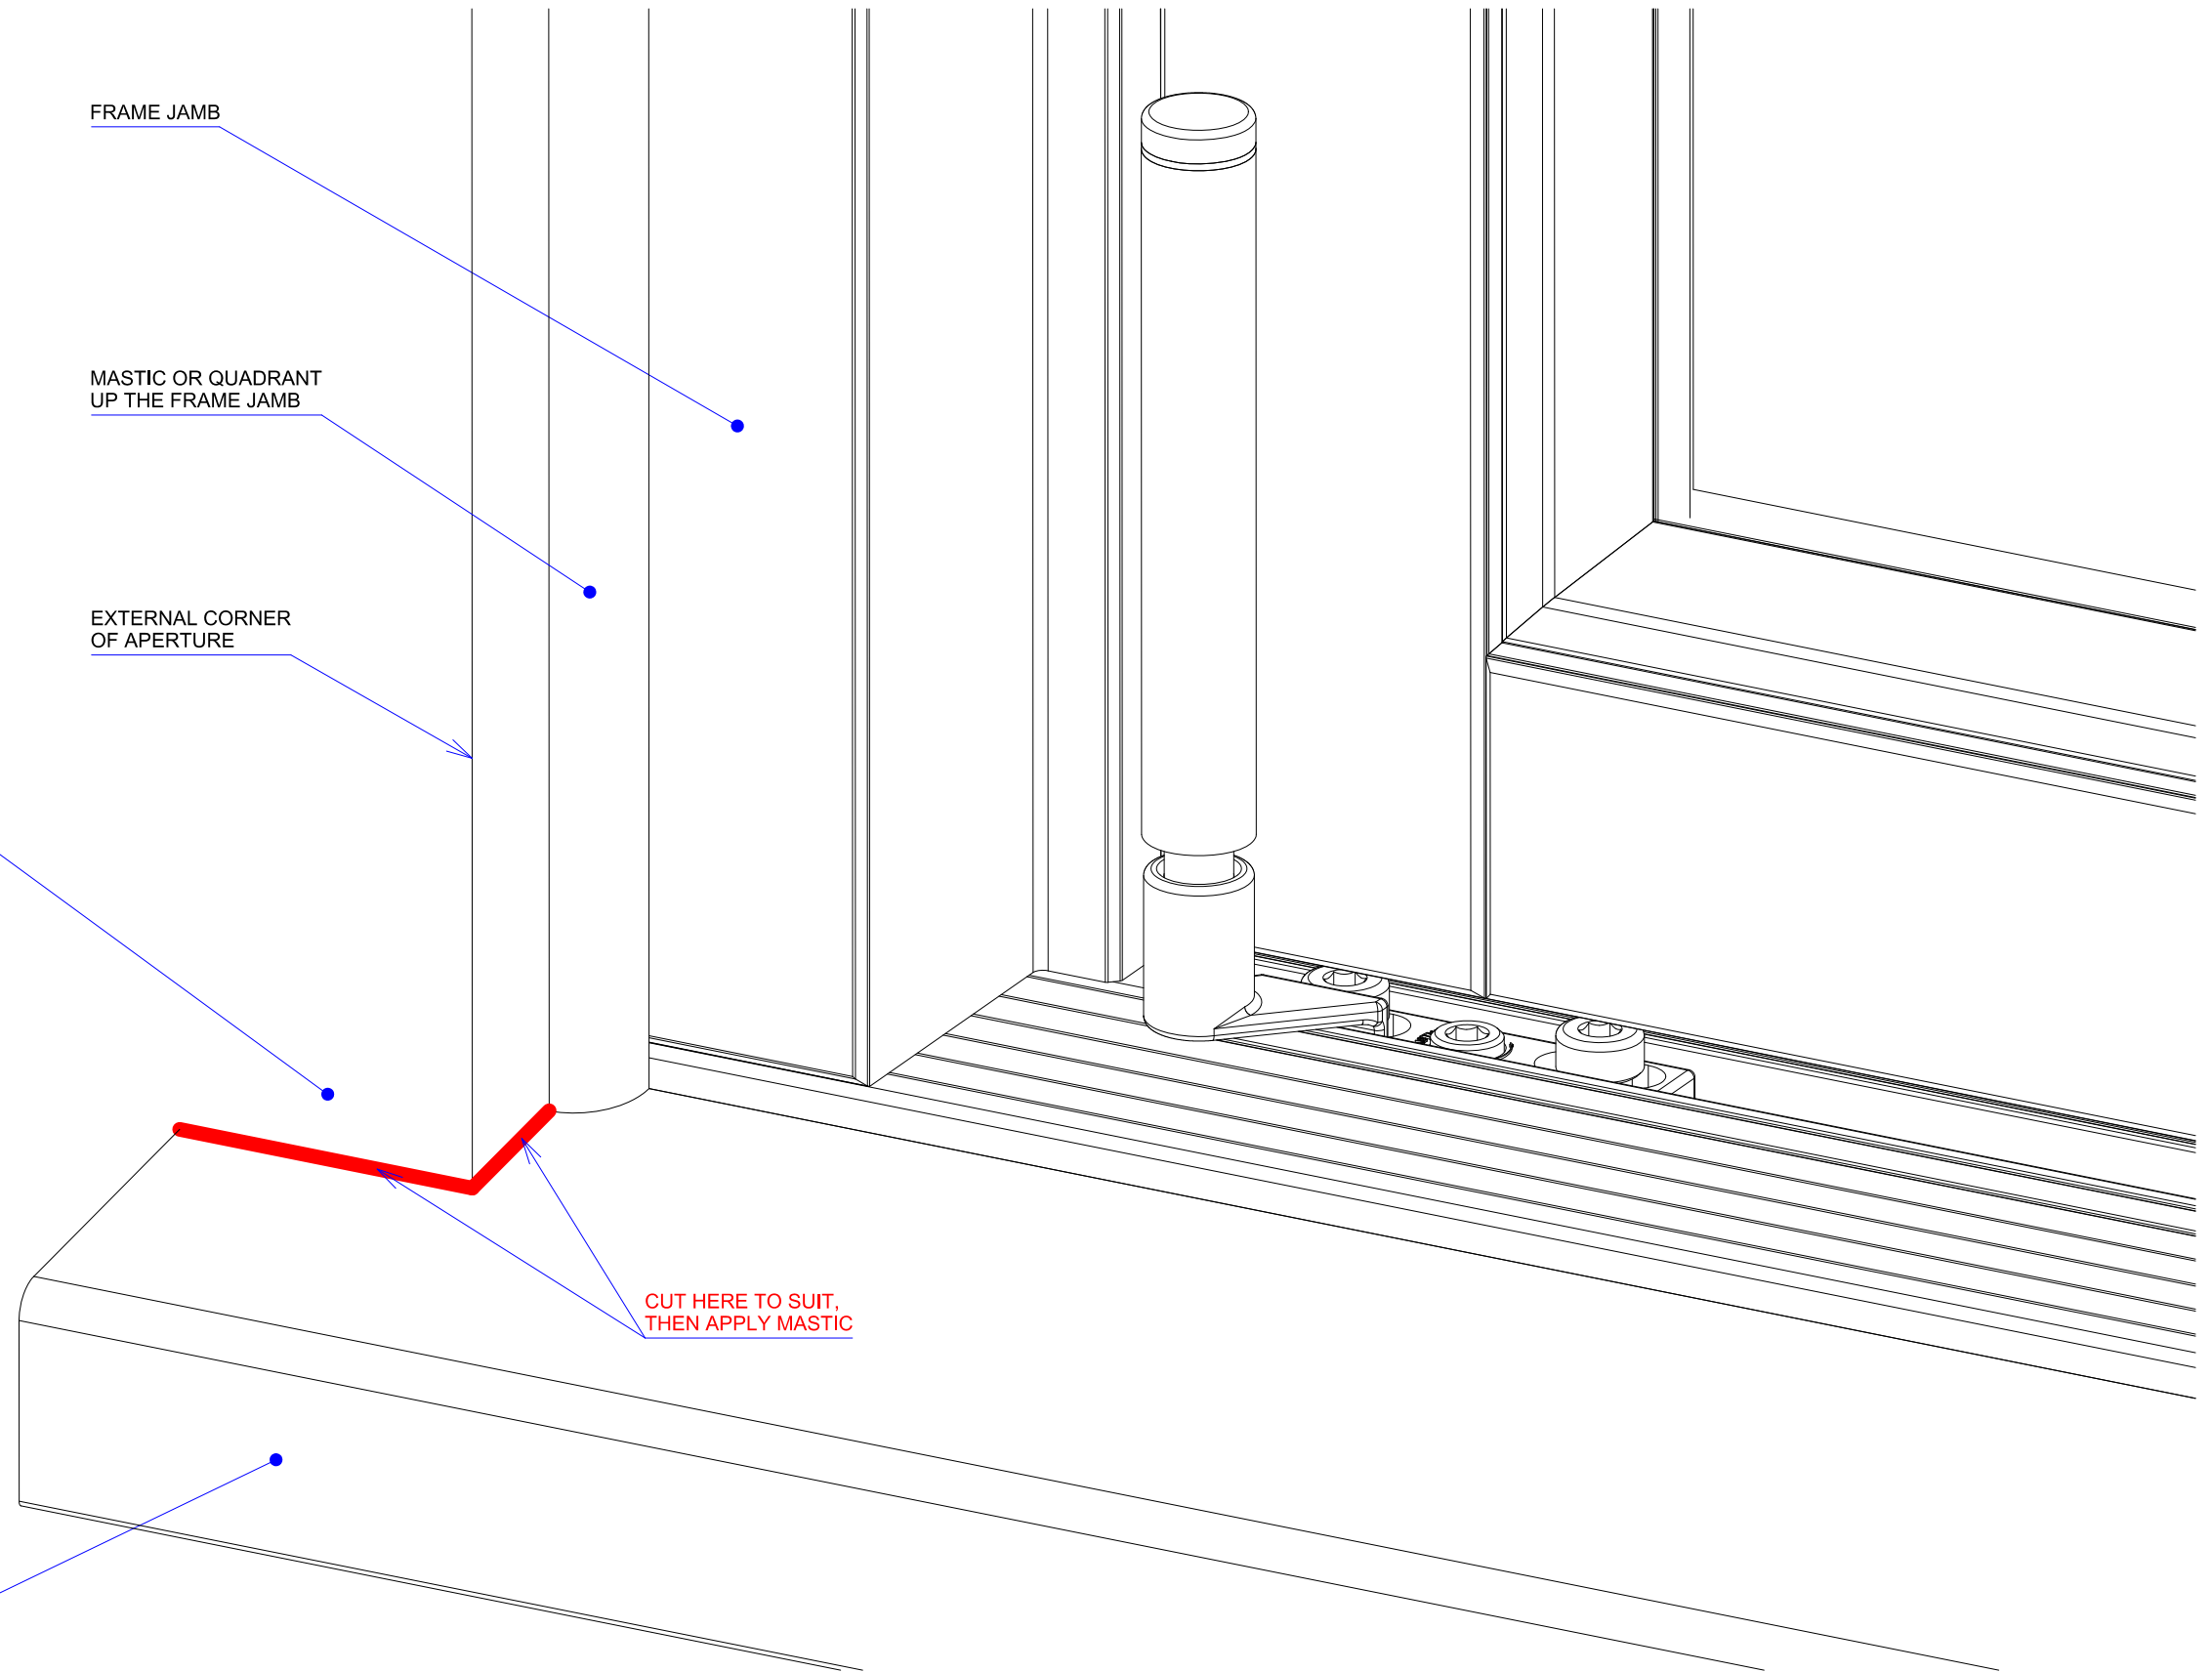 FRAME JAMB
MASTIC OR QUADRANT
UP THE FRAME JAMB
EXTERNAL CORNER
OF APERTURE
CUT HERE TO SUIT,
THEN APPLY MASTIC